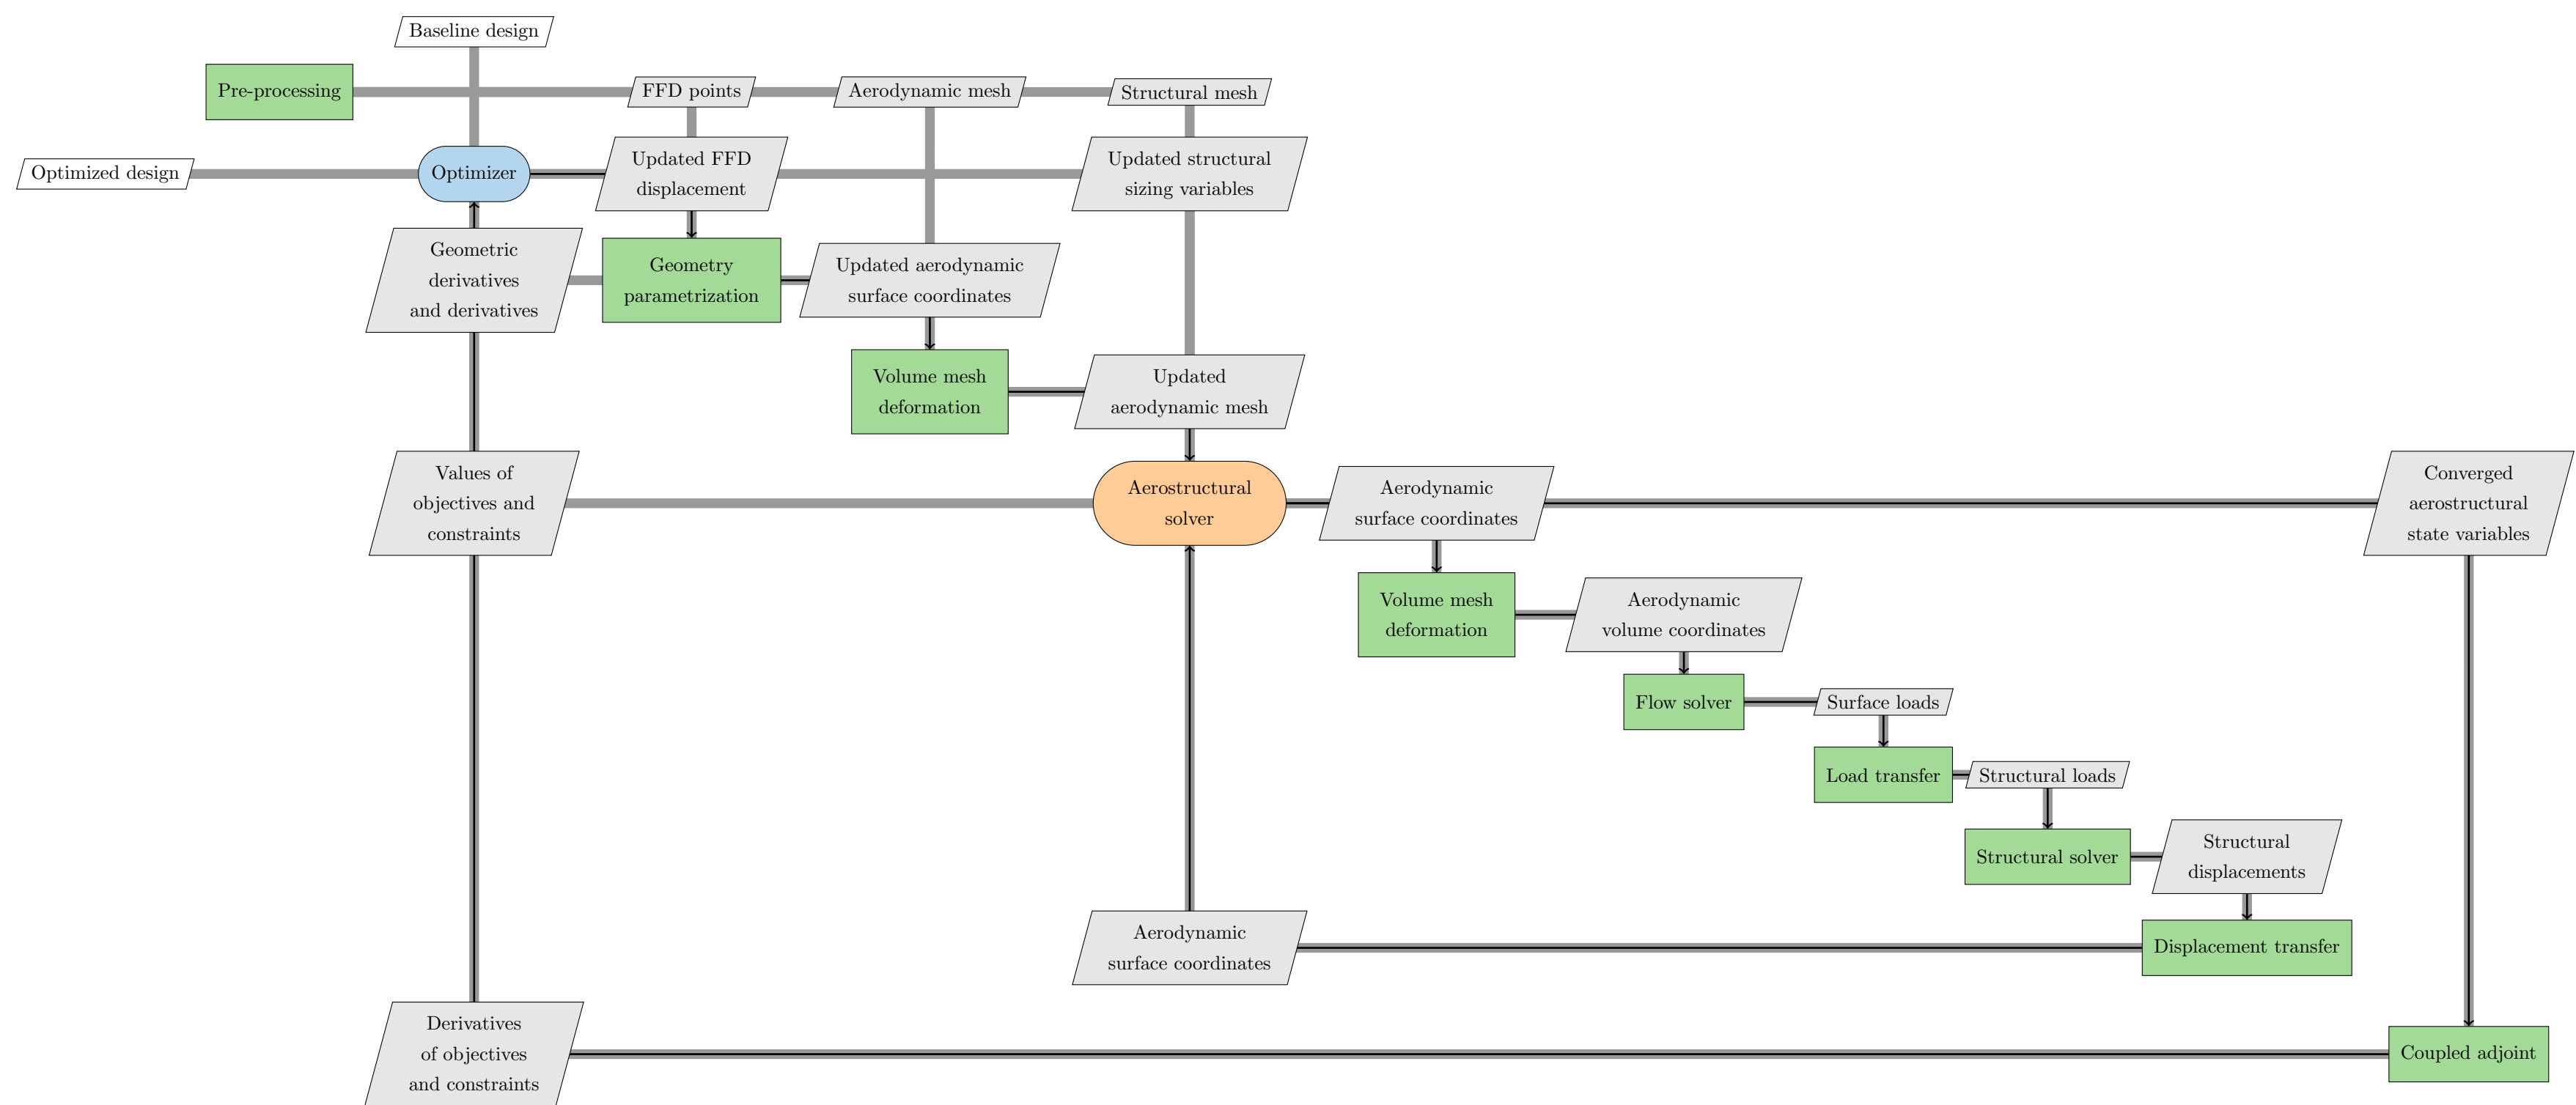 Baseline design
Pre-processing
FFD points
Aerodynamic mesh
Structural mesh
Optimized design
Optimizer
Updated FFD
displacement
Updated structural
sizing variables
Geometric
derivatives
and derivatives
Geometry
parametrization
Updated aerodynamic
surface coordinates
Volume mesh
deformation
Updated
aerodynamic mesh
Values of
objectives and
constraints
Aerostructural
solver
Aerodynamic
surface coordinates
Converged
aerostructural
state variables
Volume mesh
deformation
Aerodynamic
volume coordinates
Flow solver
Surface loads
Load transfer
Structural loads
Structural solver
Structural
displacements
Aerodynamic
surface coordinates
Displacement transfer
Derivatives
of objectives
and constraints
Coupled adjoint